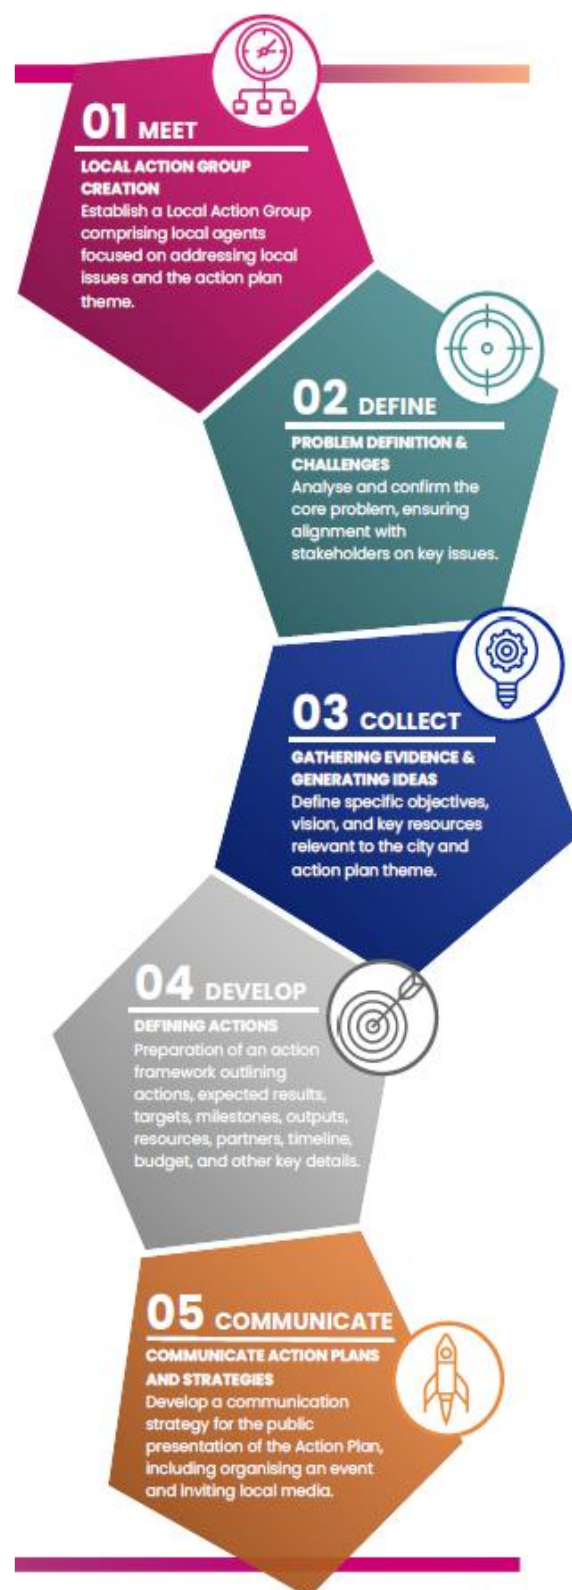 01 MEET
LOCAL ACTION GROUP
CREATION
Establish a Local Action Group
comprising local agents
focused on addressing local
issues and the action plan
theme.
02 DEFINE
PROBLEM DEFINITION &
CHALLENGES
Analyse and confirm the
core problem, ensuring
alignment with
stakeholders on key issues.
03 COLLECT
GATHERING EVIDENCE &
GENERATING IDEAS
Define specific objectives,
vision, and key resources
relevant to the city and
action plan theme.
04 DEVELOP
DEFINING ACTIONS
Preparation of an action
framework outlining
actions, expected results,
targets, milestones, outputs,
resources, partners, timeline,
budget, and other key details.
05 COMMUNICATE
COMMUNICATE ACTION PLANS
AND STRATEGIES
Develop a communication
strategy for the public
presentation of the Action Plan,
including organising an event
and inviting local media.